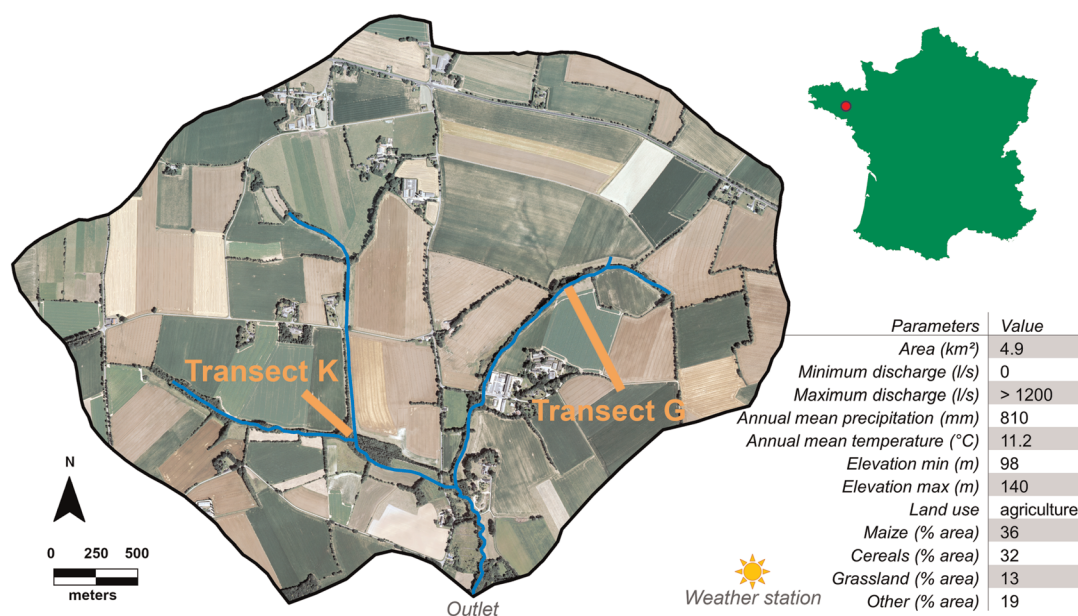 Transect K
Transect G
N
0 250 500
meters
Outlet
Weather station
Parameters Value
Area (km²) 4.9
Minimum discharge (l/s) 0
Maximum discharge (l/s) > 1200
Annual mean precipitation (mm) 810
Annual mean temperature (°C) 11.2
Elevation min (m) 98
Elevation max (m) 140
Land use agriculture
Maize (% area) 36
Cereals (% area) 32
Grassland (% area) 13
Other (% area) 19